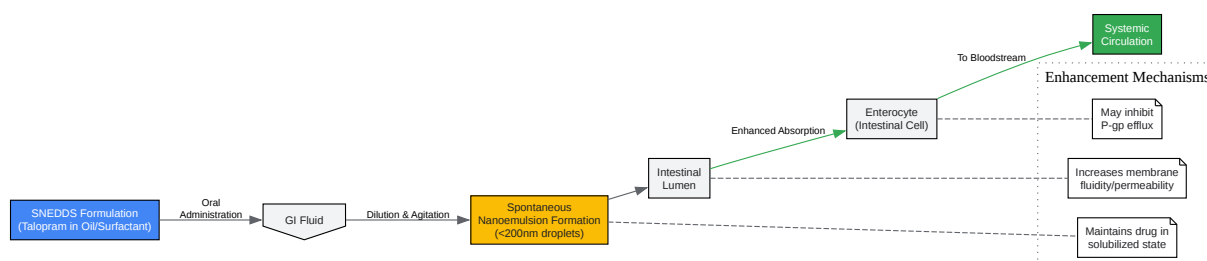 SNEDDS Formulation
(Talopram in Oil/Surfactant)
Oral
Administration
GI Fluid
Dilution & Agitation
Spontaneous
Nanoemulsion Formation
(<200nm droplets)
Intestinal
Lumen
Enhanced Absorption
Enterocyte
(Intestinal Cell)
To Bloodstream
Systemic
Circulation
Enhancement Mechanisms
May inhibit
P-gp efflux
Increases membrane
fluidity/permeability
Maintains drug in
solubilized state